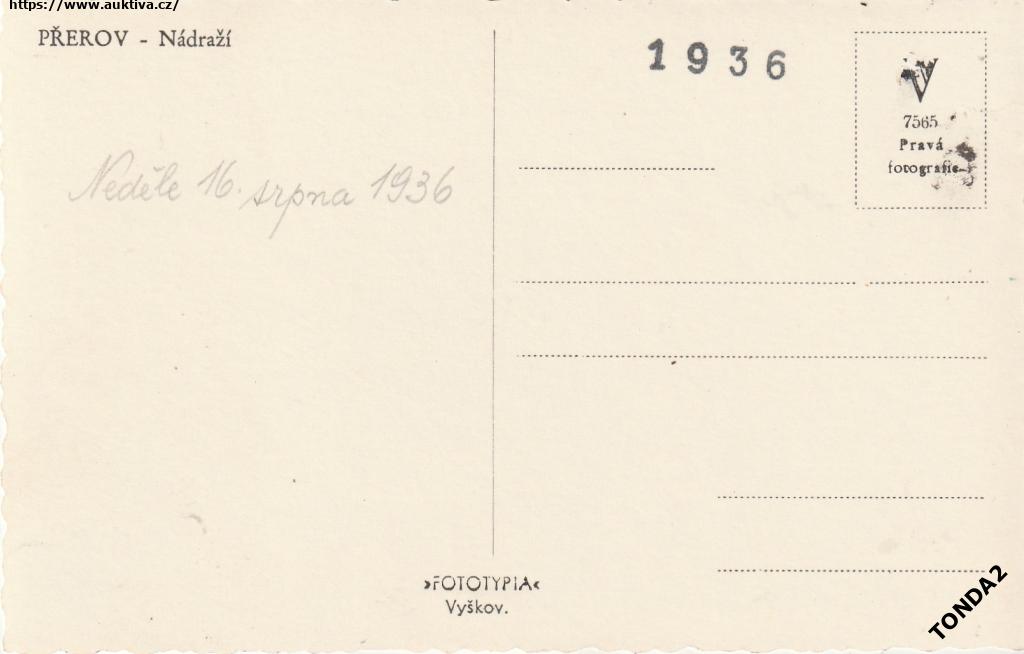 https://www.auktiva.cz/
PŘEROV - Nádraží
1936
V
7565
Pravá
fotografie
Neděle 16. srpna 1936
»FOTOTYPIA«
Vyškov.
TONDA2